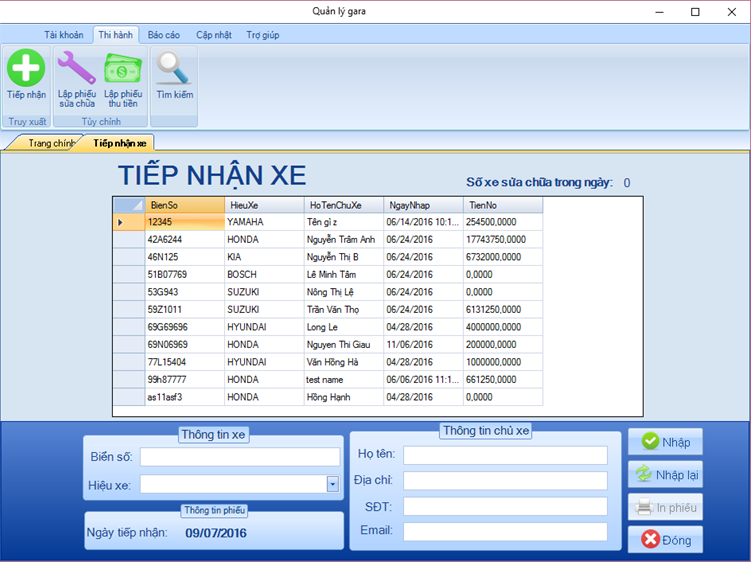 Quản lý gara
Tài khoản Thi hành Báo cáo Cập nhật Trợ giúp
Tiếp nhận Lập phiếu sửa chữa Lập phiếu thu tiền Tìm kiếm
Truy xuất Tùy chỉnh
Trang chính Tiếp nhận xe
TIẾP NHẬN XE
Số xe sửa chữa trong ngày: 0
BienSo HieuXe HoTenChuXe NgayNhap TienNo
12345 YAMAHA Tên gì z 06/14/2016 10:1... 254500,0000
42A6244 HONDA Nguyễn Trâm Anh 06/24/2016 17743750,0000
46N125 KIA Nguyễn Thị B 06/24/2016 6732000,0000
51B07769 BOSCH Lê Minh Tâm 06/24/2016 0,0000
53G943 SUZUKI Nông Thị Lệ 06/24/2016 0,0000
59Z1011 SUZUKI Trần Văn Thọ 06/24/2016 6131250,0000
69G69696 HYUNDAI Long Le 04/28/2016 4000000,0000
69N06969 HONDA Nguyen Thi Giau 11/06/2016 200000,0000
77L15404 HYUNDAI Văn Hồng Hà 04/28/2016 1000000,0000
99h87777 HONDA test name 06/06/2016 11:1... 661250,0000
as11asf3 HONDA Hồng Hạnh 04/28/2016 0,0000
Thông tin xe
Biển số:
Hiệu xe:
Thông tin phiếu
Ngày tiếp nhận: 09/07/2016
Thông tin chủ xe
Họ tên:
Địa chỉ:
SĐT:
Email:
Nhập
Nhập lại
In phiếu
Đóng